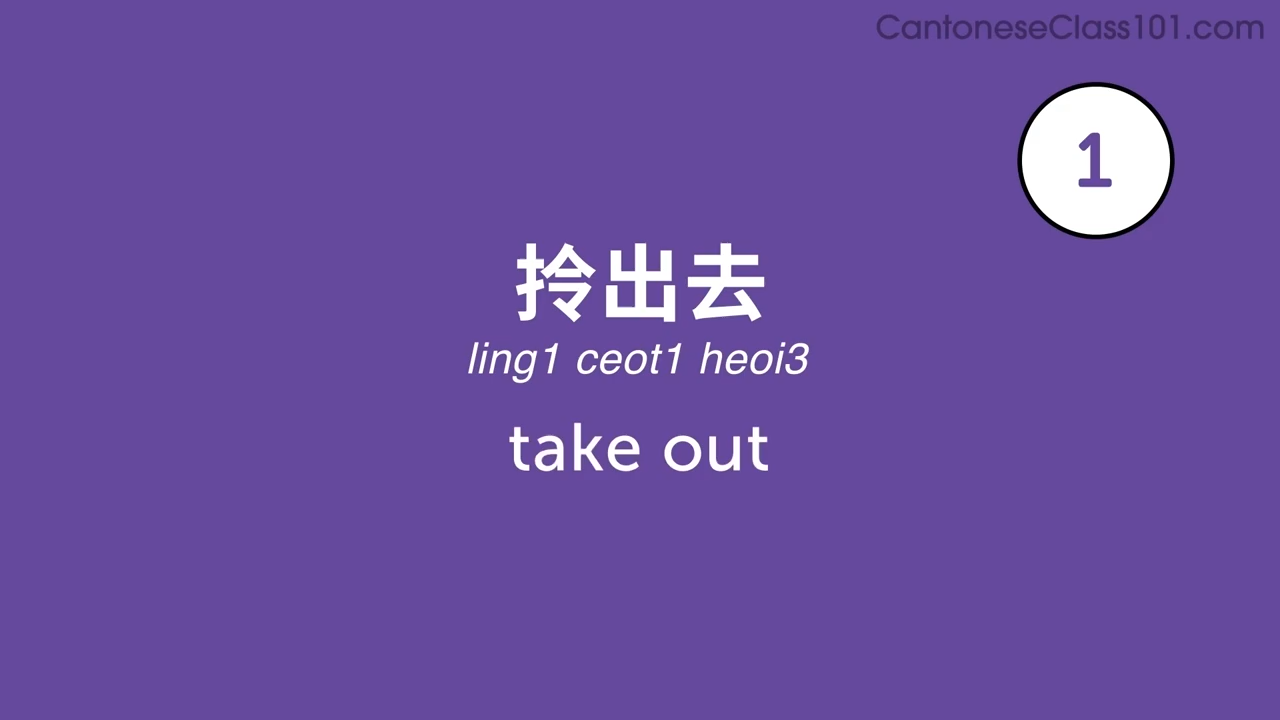 CantoneseClass101.com
1
拎出去
ling1 ceot1 heoi3
take out